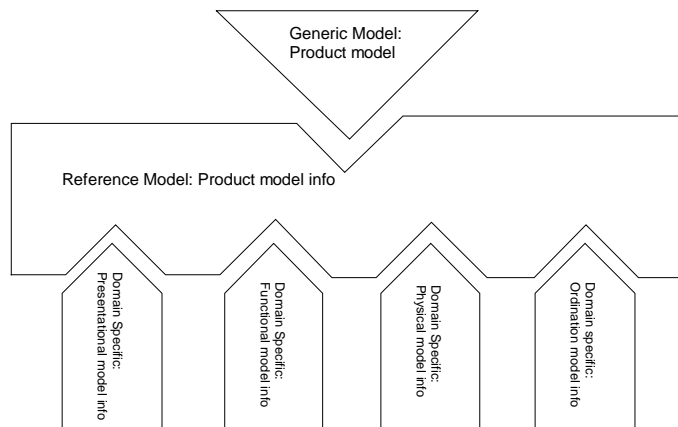 Generic Model:
Product model
Reference Model: Product model info
Domain Specific:
Presentational model info
Domain Specific:
Functional model info
Domain Specific:
Physical model info
Domain specific:
Ordination model info